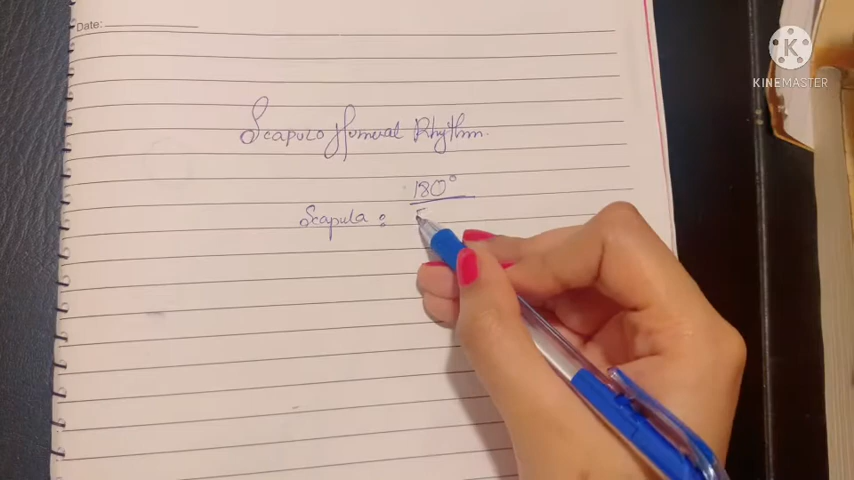 Date:
Scapulo Humeral Rhythm.
180°
Scapula :
K
KINEMASTER